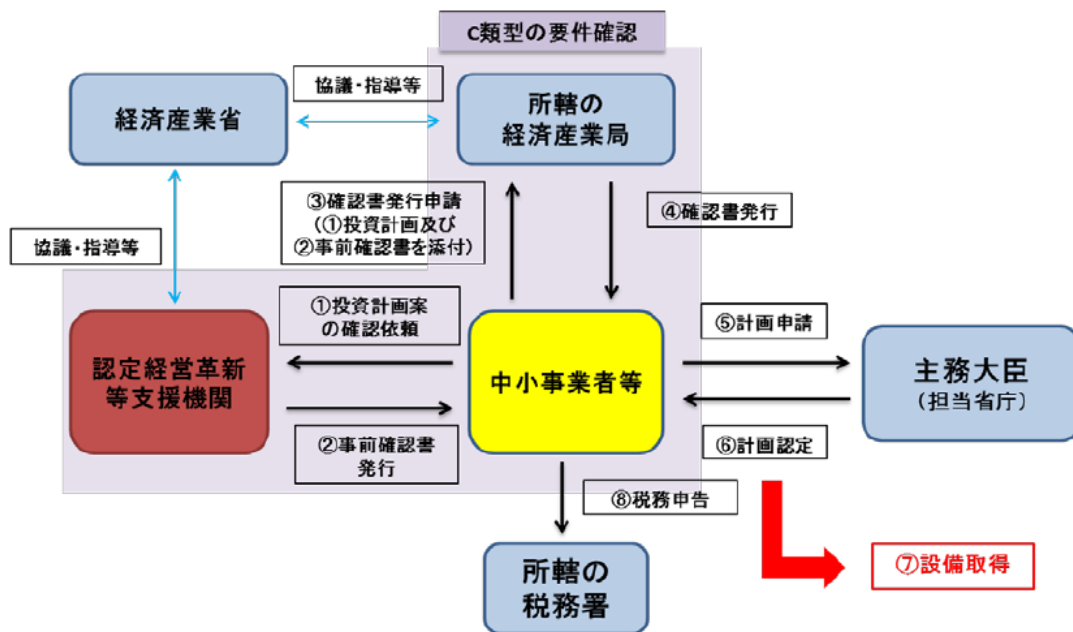 C類型の要件確認
経済産業省
協議・指導等
所轄の
経済産業局
③確認書発行申請
(①投資計画及び
②事前確認書を添付)
④確認書発行
協議・指導等
①投資計画案
の確認依頼
⑤計画申請
認定経営革新
等支援機関
中小事業者等
主務大臣
(担当省庁)
②事前確認書
発行
⑥計画認定
⑧税務申告
⑦設備取得
所轄の
税務署